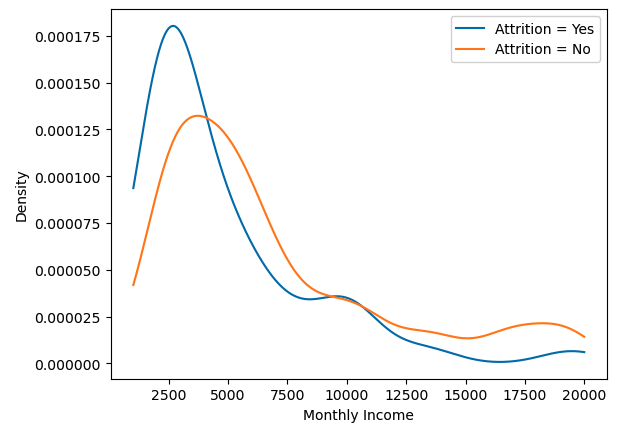 Attrition = Yes
Attrition = No
0.000175
0.000150
0.000125
0.000100
0.000075
0.000050
0.000025
0.000000
Density
2500 5000 7500 10000 12500 15000 17500 20000
Monthly Income